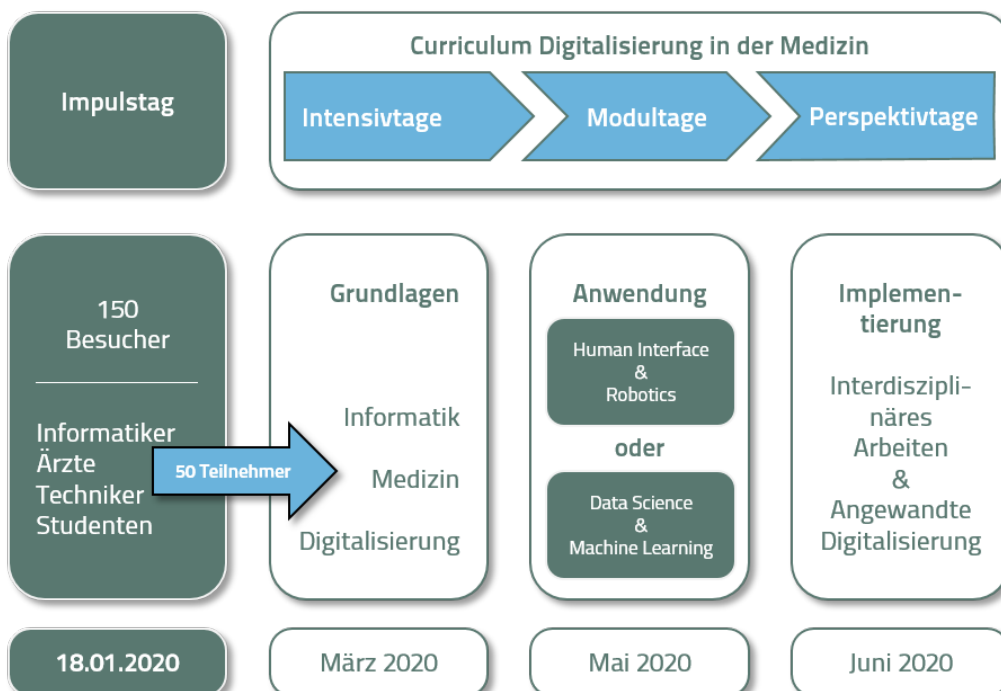 Impulstag
Curriculum Digitalisierung in der Medizin
Intensivtage
Modultage
Perspektivtage
150
Besucher
Informatiker
Ärzte
Techniker
Studenten
50 Teilnehmer
Grundlagen
Informatik
Medizin
Digitalisierung
Anwendung
Human Interface
&
Robotics
oder
Data Science
&
Machine Learning
Implemen-
tierung
Interdiszipli-
näres
Arbeiten
&
Angewandte
Digitalisierung
18.01.2020
März 2020
Mai 2020
Juni 2020